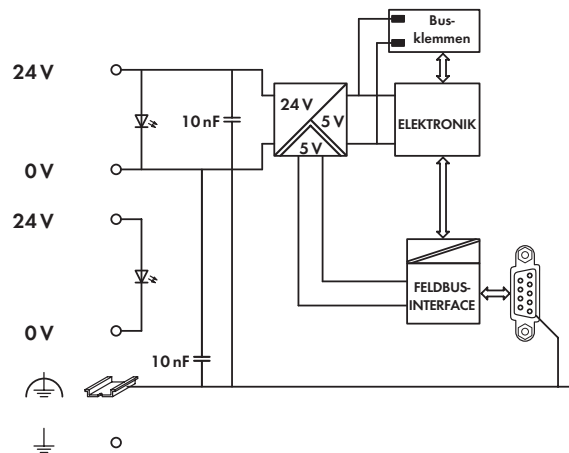 Bus-
klemmen
24 V
24 V
10 nF
5 V
ELEKTRONIK
5 V
0 V
24 V
FELDBUS-
INTERFACE
0 V
10 nF